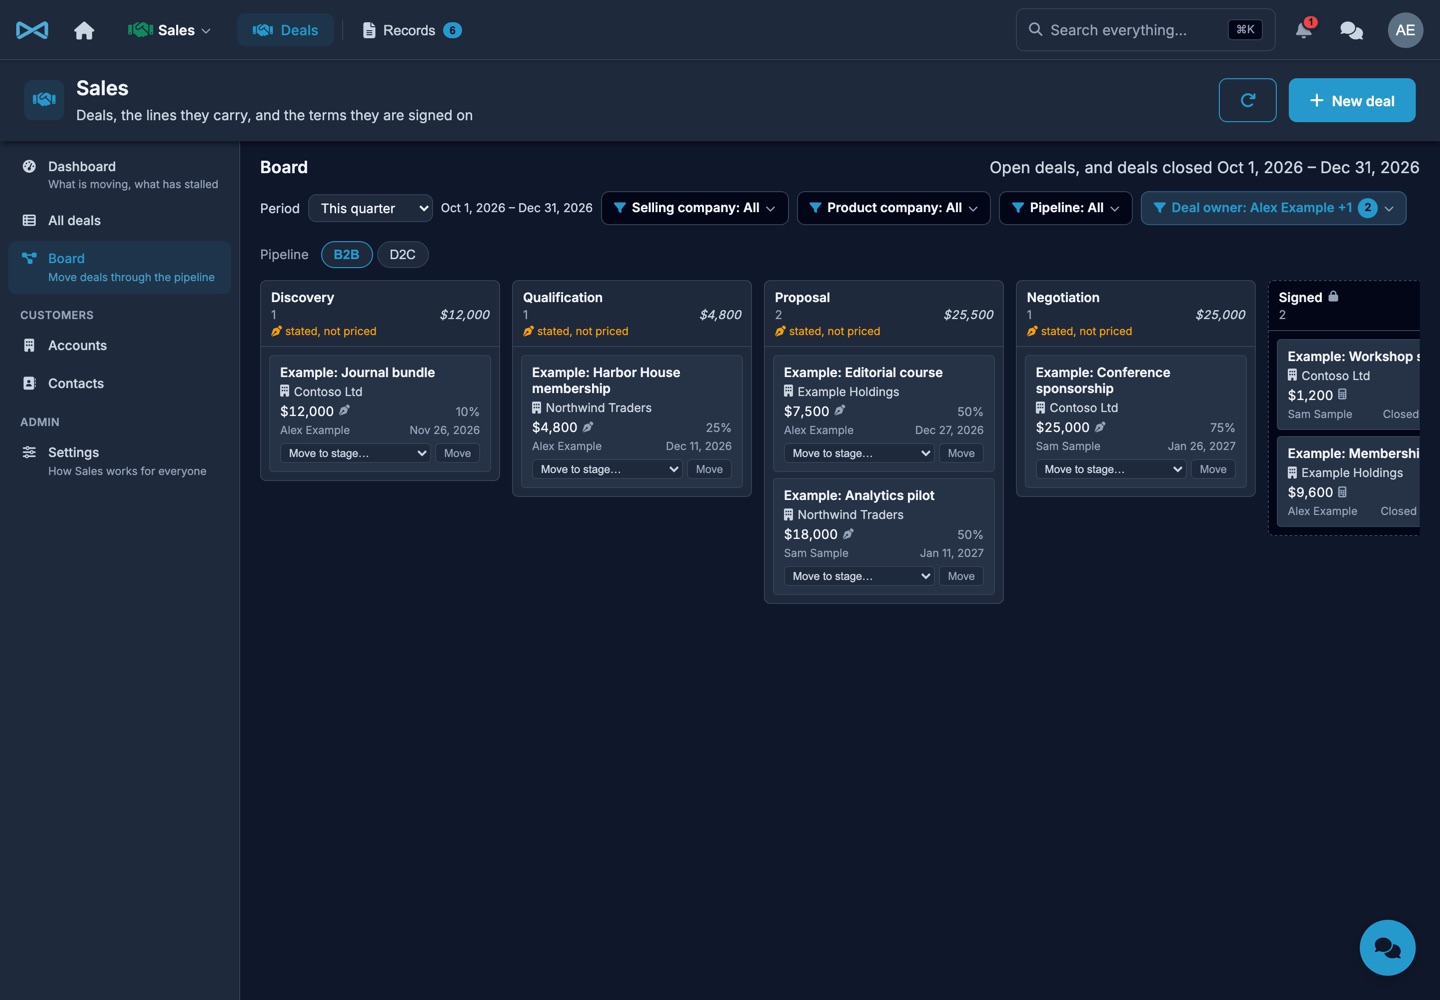 Sales
Deals
Records 6
Search everything... ⌘K
1
AE
Sales
Deals, the lines they carry, and the terms they are signed on
New deal
Dashboard
What is moving, what has stalled
All deals
Board
Move deals through the pipeline
CUSTOMERS
Accounts
Contacts
ADMIN
Settings
How Sales works for everyone
Board
Open deals, and deals closed Oct 1, 2026 – Dec 31, 2026
Period This quarter Oct 1, 2026 – Dec 31, 2026 Selling company: All Product company: All Pipeline: All Deal owner: Alex Example +1 2
Pipeline B2B D2C
Discovery
1 $12,000
stated, not priced
Example: Journal bundle
Contoso Ltd
$12,000 10%
Alex Example Nov 26, 2026
Move to stage... Move
Qualification
1 $4,800
stated, not priced
Example: Harbor House
membership
Northwind Traders
$4,800 25%
Alex Example Dec 11, 2026
Move to stage... Move
Proposal
2 $25,500
stated, not priced
Example: Editorial course
Example Holdings
$7,500 50%
Alex Example Dec 27, 2026
Move to stage... Move
Example: Analytics pilot
Northwind Traders
$18,000 50%
Sam Sample Jan 11, 2027
Move to stage... Move
Negotiation
1 $25,000
stated, not priced
Example: Conference
sponsorship
Contoso Ltd
$25,000 75%
Sam Sample Jan 26, 2027
Move to stage... Move
Signed
2
Example: Workshop s
Contoso Ltd
$1,200
Sam Sample Closed
Example: Membershi
Example Holdings
$9,600
Alex Example Closed